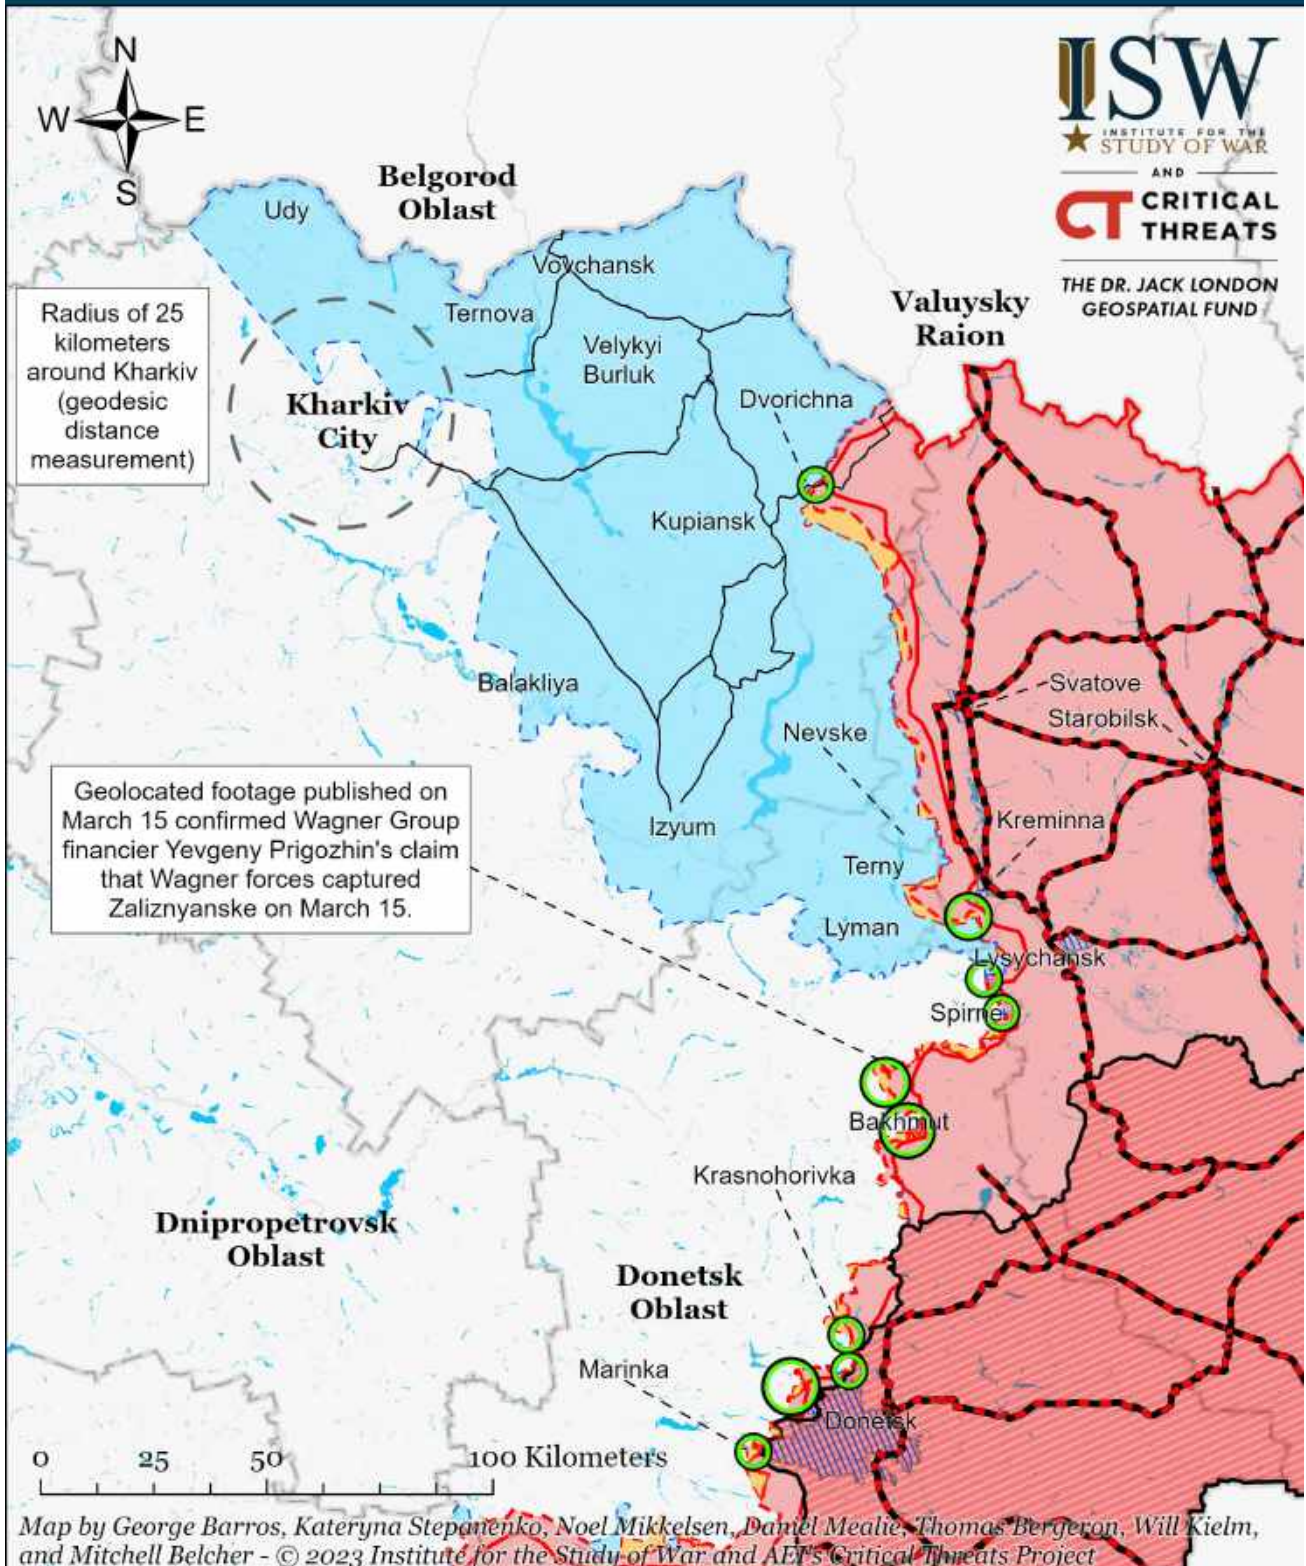 N
W E
S
ISW
INSTITUTE FOR THE
STUDY OF WAR
AND
CT CRITICAL
THREATS
THE DR. JACK LONDON
GEOSPATIAL FUND
Belgorod
Oblast
Udy
Vovchansk
Ternova
Valuysky
Raion
Radius of 25
kilometers
around Kharkiv
(geodesic
distance
measurement)
Velykyi
Burluk
Kharkiv
City
Dvorichna
Kupiansk
Balakliya
Svatove
Starobilsk
Nevske
Geolocated footage published on
March 15 confirmed Wagner Group
financier Yevgeny Prigozhin's claim
that Wagner forces captured
Zaliznyanske on March 15.
Izyum
Kreminna
Terny
Lyman
Lysychansk
Spirne
Bakhmut
Krasnohorivka
Dnipropetrovsk
Oblast
Donetsk
Oblast
Marinka
Donetsk
0 25 50 100 Kilometers
Map by George Barros, Kateryna Stepanenko, Noel Mikkelsen, Daniel Mealie, Thomas Bergeron, Will Kielm,
and Mitchell Belcher - © 2023 Institute for the Study of War and AEI's Critical Threats Project